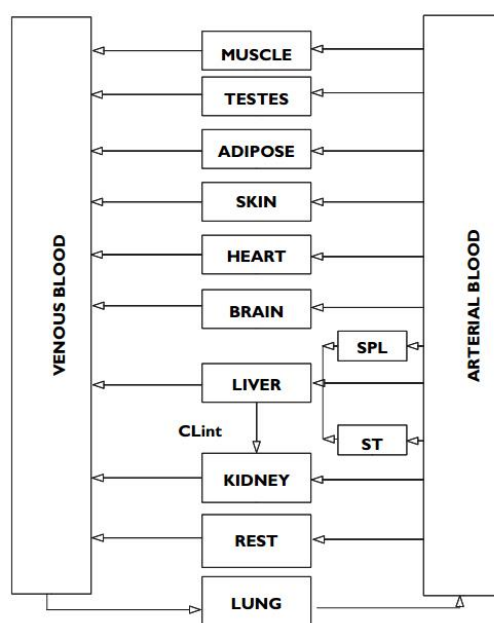 MUSCLE
TESTES
ADIPOSE
SKIN
HEART
BRAIN
SPL
LIVER
CLint
ST
KIDNEY
REST
LUNG
VENOUS BLOOD
ARTERIAL BLOOD